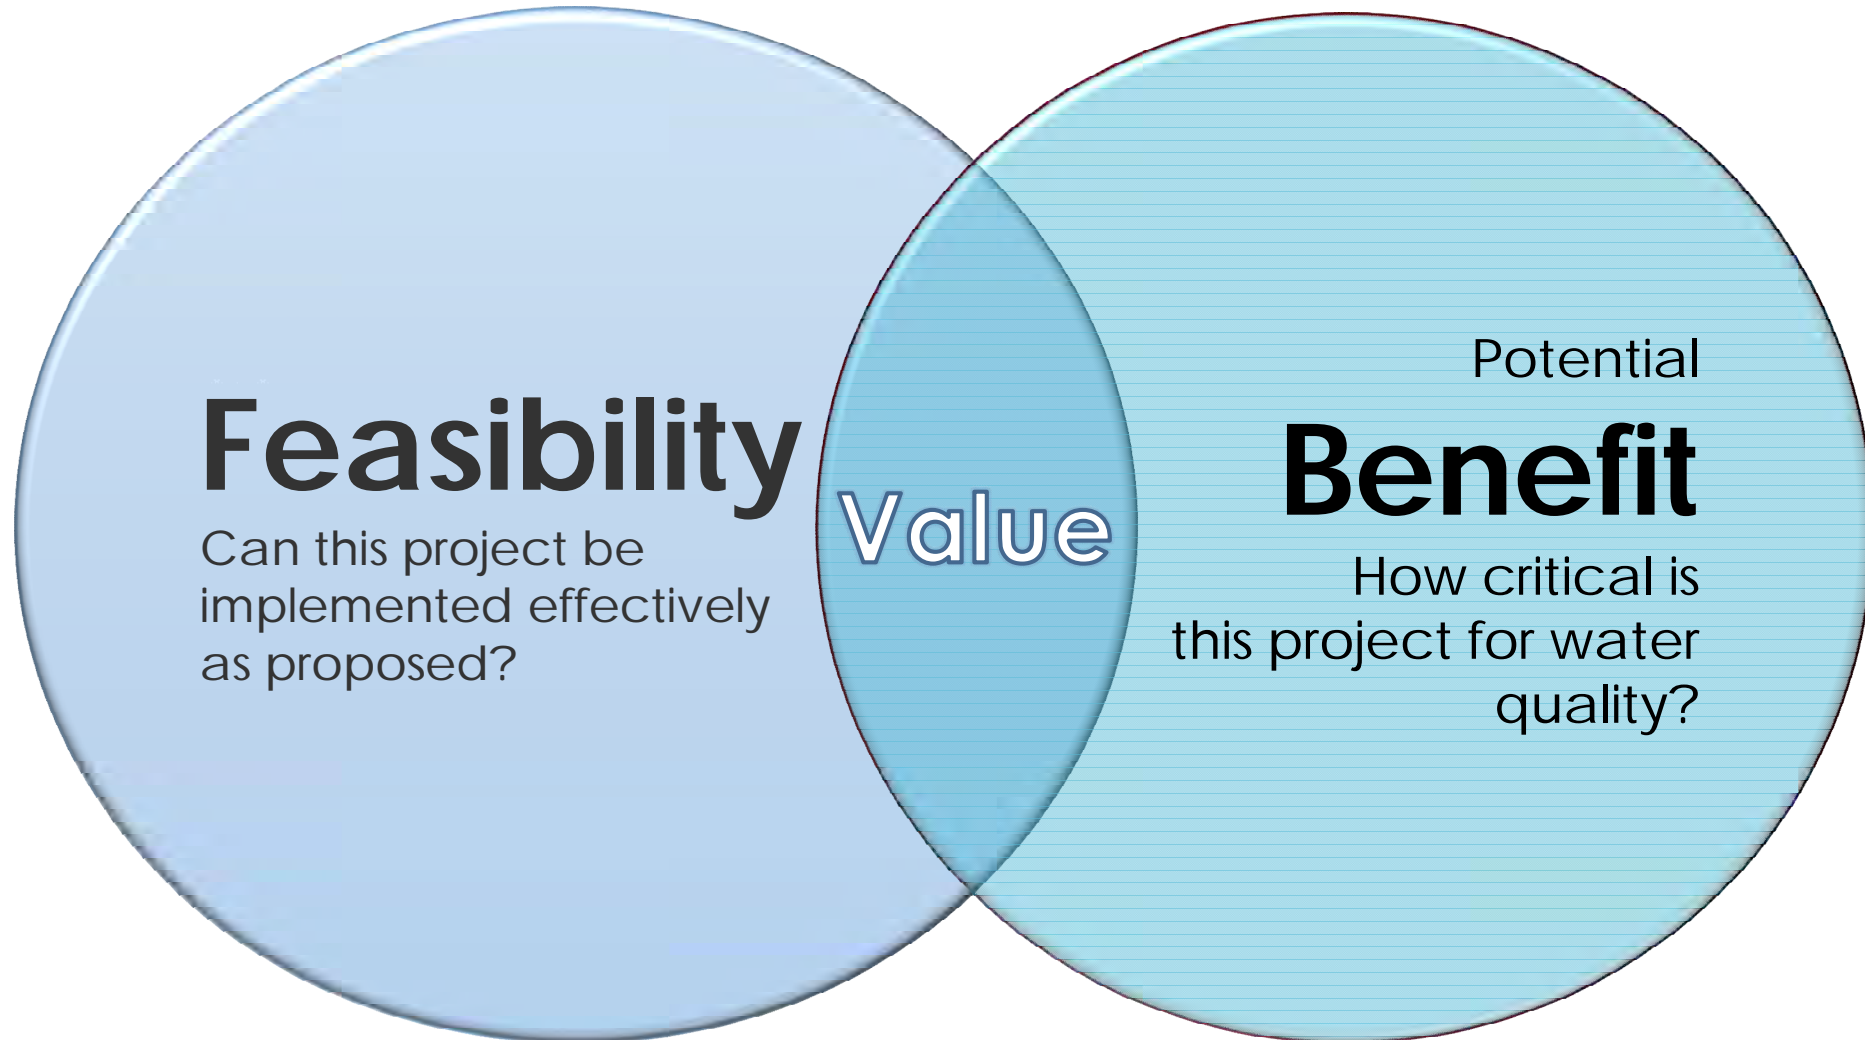 Feasibility
Can this project be
implemented effectively
as proposed?
Value
Potential
Benefit
How critical is
this project for water
quality?